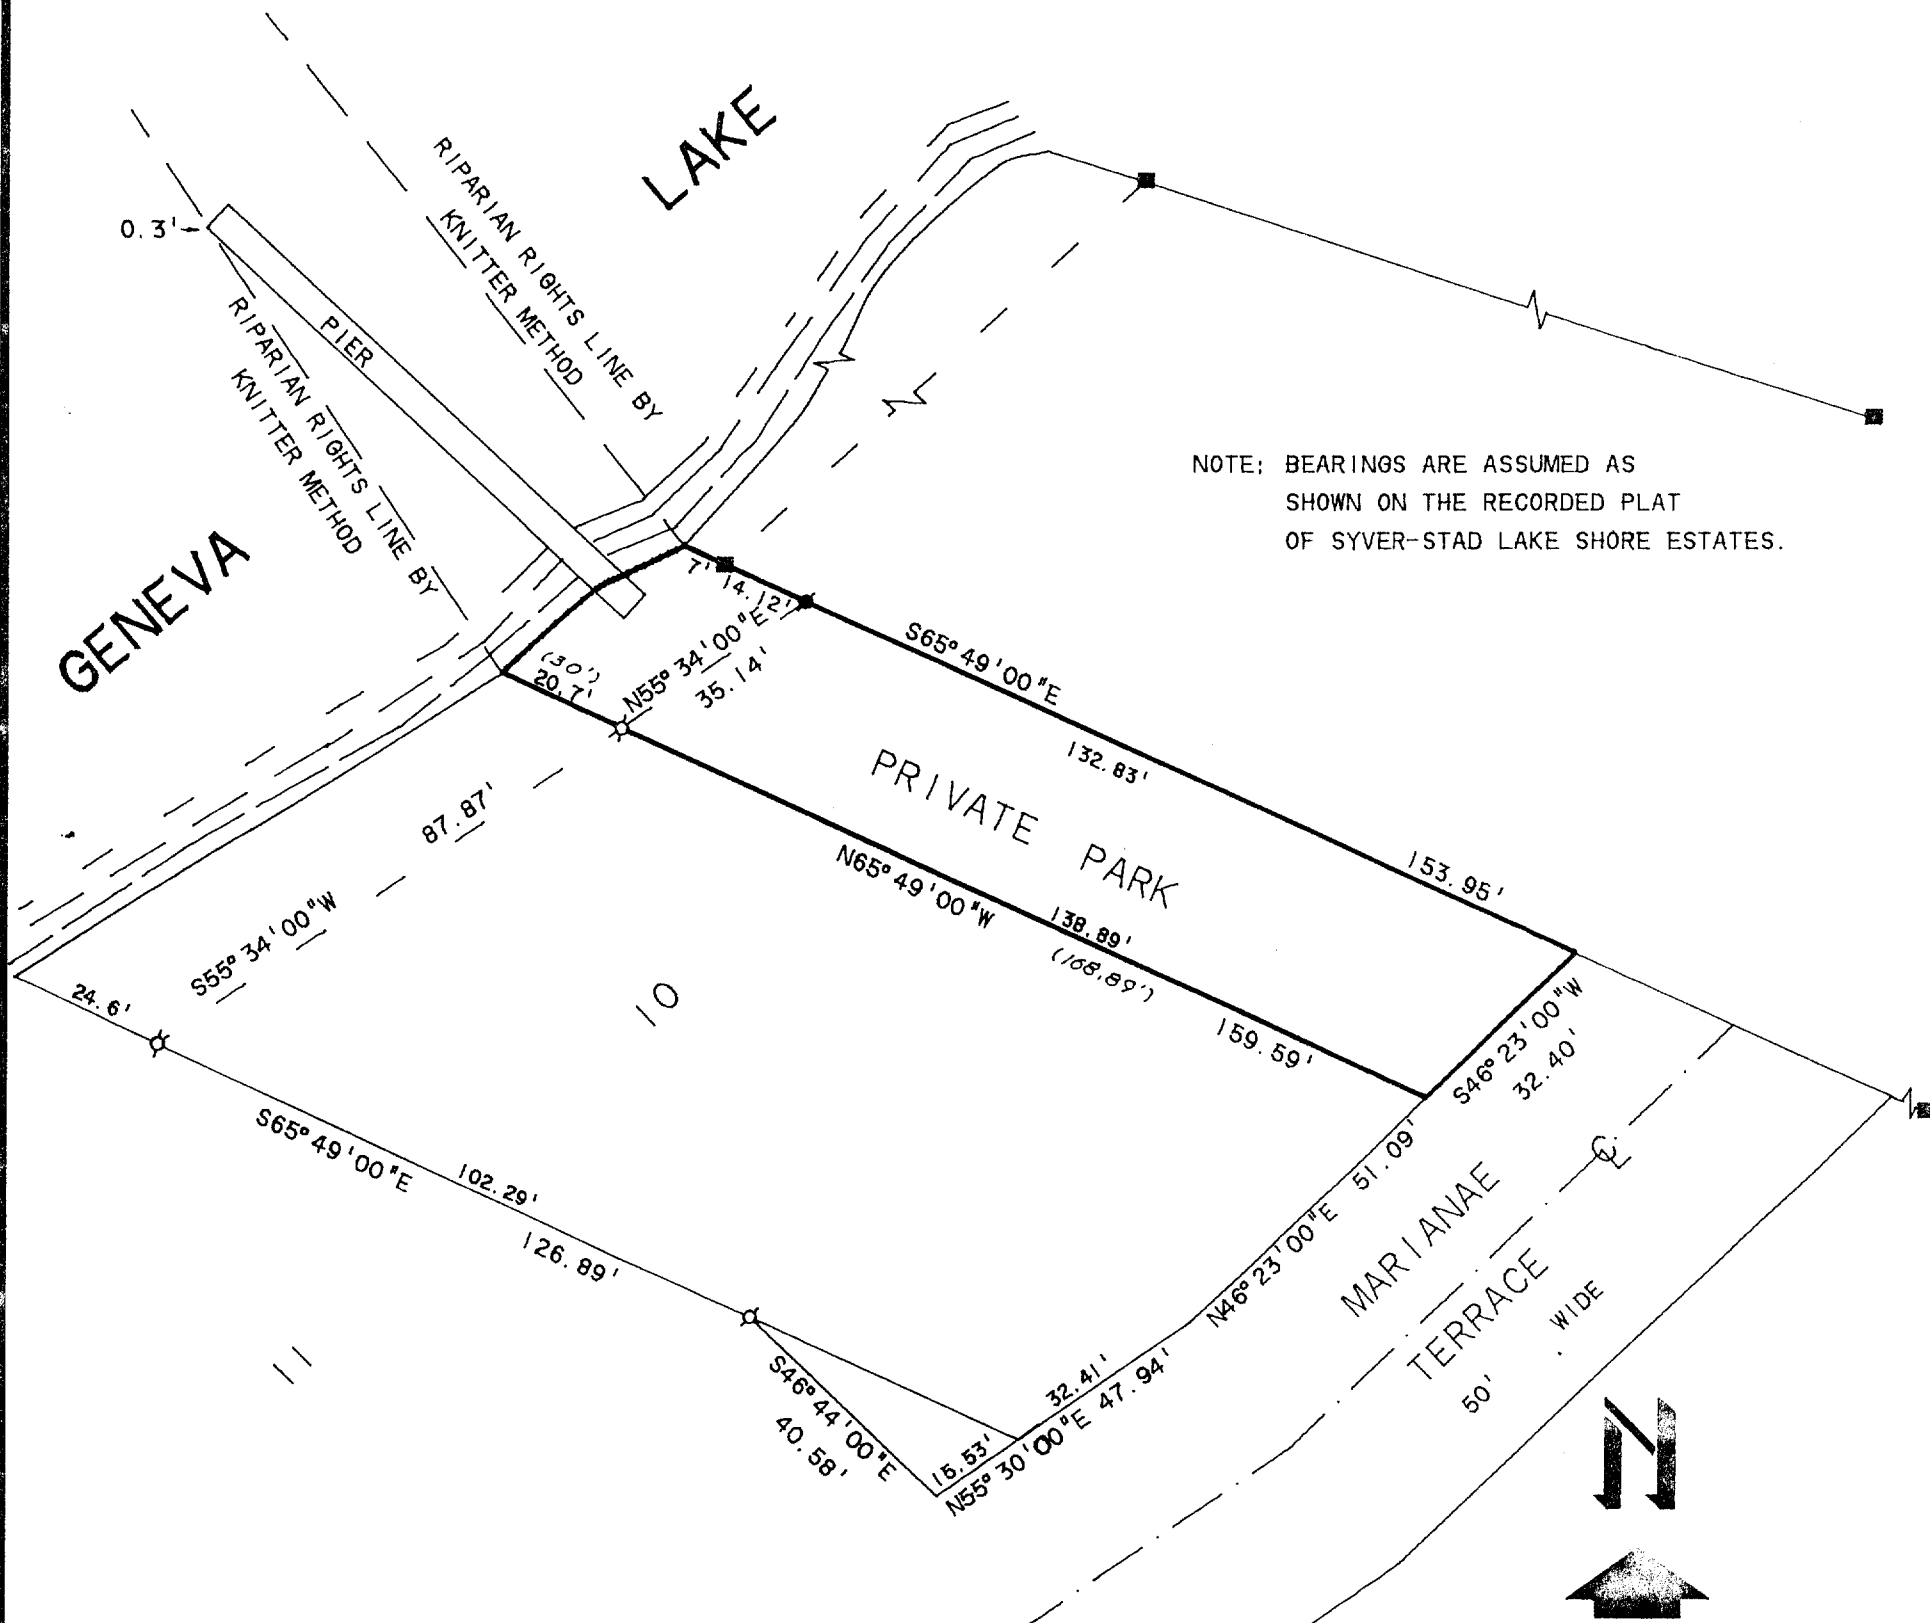 LAKE
GENEVA
0.3'
PIER
RIPARIAN RIGHTS LINE BY
KNITTER METHOD
RIPARIAN RIGHTS LINE BY
KNITTER METHOD
NOTE: BEARINGS ARE ASSUMED AS
SHOWN ON THE RECORDED PLAT
OF SYVER-STAD LAKE SHORE ESTATES.
7'
14.12'
(30')
20.7'
N55°34'00"E
35.14'
S65°49'00"E
132.83'
153.95'
PRIVATE PARK
N65°49'00"W
138.89'
(168.89')
159.59'
S46°23'00"W
32.40'
87.87'
S55°34'00"W
24.6'
10
S65°49'00"E
102.29'
126.89'
11
S46°44'00"E
40.58'
15.53'
32.41'
N55°30'00"E 47.94'
N46°23'00"E 51.09'
MARIANAE
TERRACE
50' WIDE
CL
N